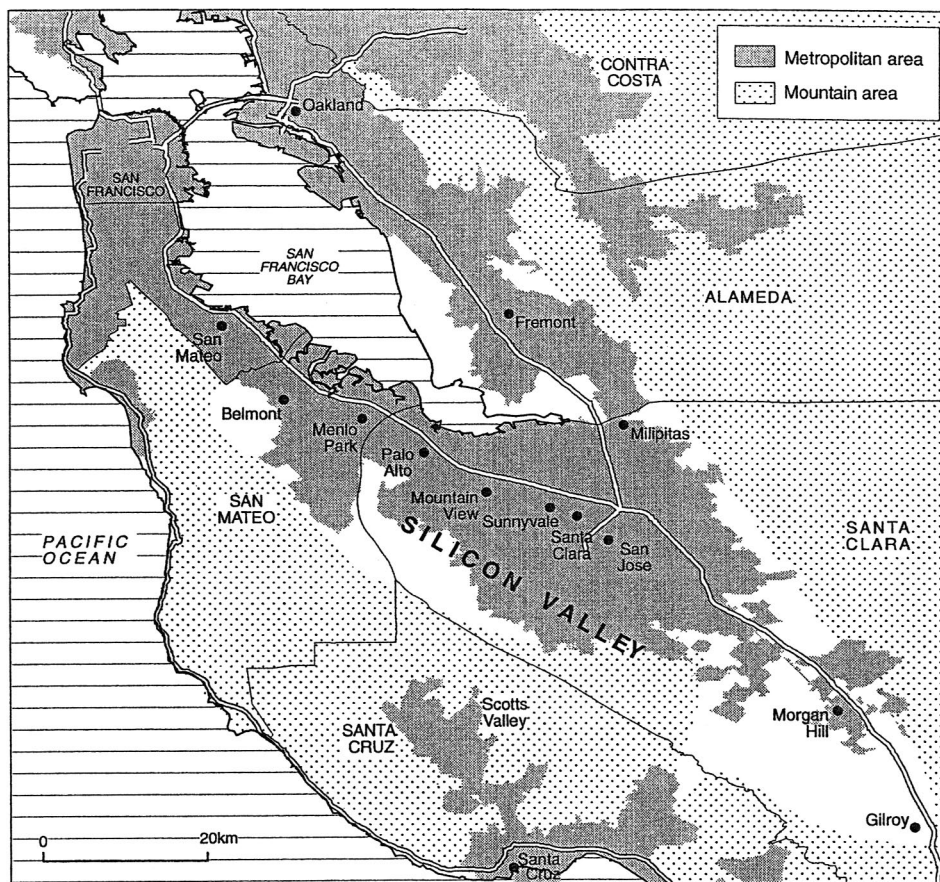 Metropolitan area
Mountain area
CONTRA
COSTA
Oakland
SAN
FRANCISCO
SAN
FRANCISCO
BAY
ALAMEDA
Fremont
San
Mateo
Belmont
Menlo
Park
Milipitas
Palo
Alto
Mountain
View
Sunnyvale
Santa
Clara
San
Jose
SAN
MATEO
SILICON VALLEY
PACIFIC
OCEAN
SANTA
CLARA
Scotts
Valley
SANTA
CRUZ
Morgan
Hill
Gilroy
0 20km
Santa
Cruz